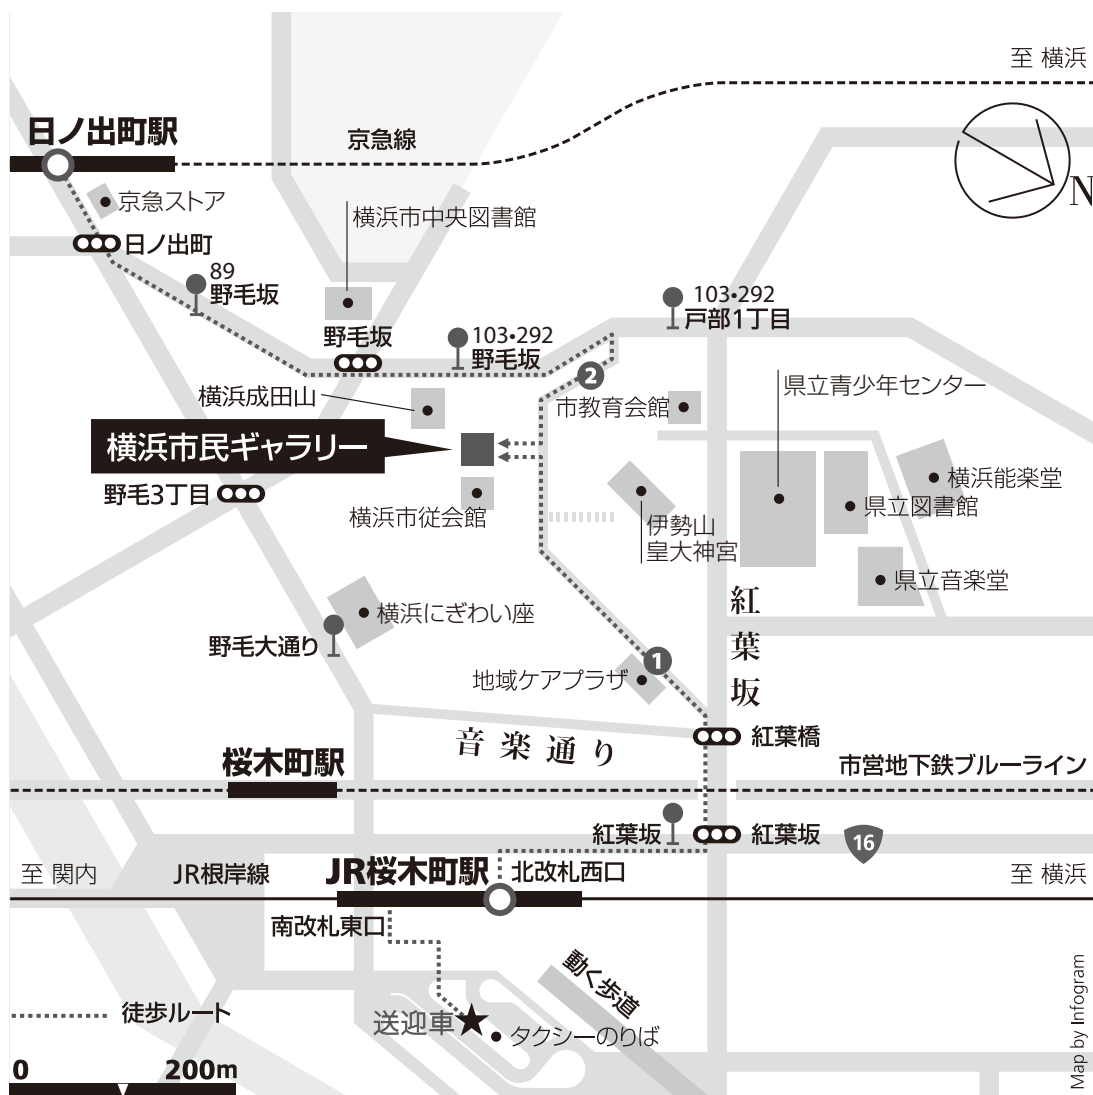 至 横浜
日ノ出町駅
京急線
N
京急ストア
横浜市中央図書館
日ノ出町
89
野毛坂
103・292
戸部1丁目
野毛坂
103・292
野毛坂
2
県立青少年センター
横浜成田山
市教育会館
横浜市民ギャラリー
横浜能楽堂
野毛3丁目
県立図書館
横浜市従会館
伊勢山
皇大神宮
県立音楽堂
紅葉坂
横浜にぎわい座
野毛大通り
1
地域ケアプラザ
音楽通り
紅葉橋
桜木町駅
市営地下鉄ブルーライン
紅葉坂
紅葉坂
16
至 関内
JR根岸線
JR桜木町駅
北改札西口
至 横浜
南改札東口
動く歩道
徒歩ルート
送迎車
タクシーのりば
0
200m
Map by Infogram